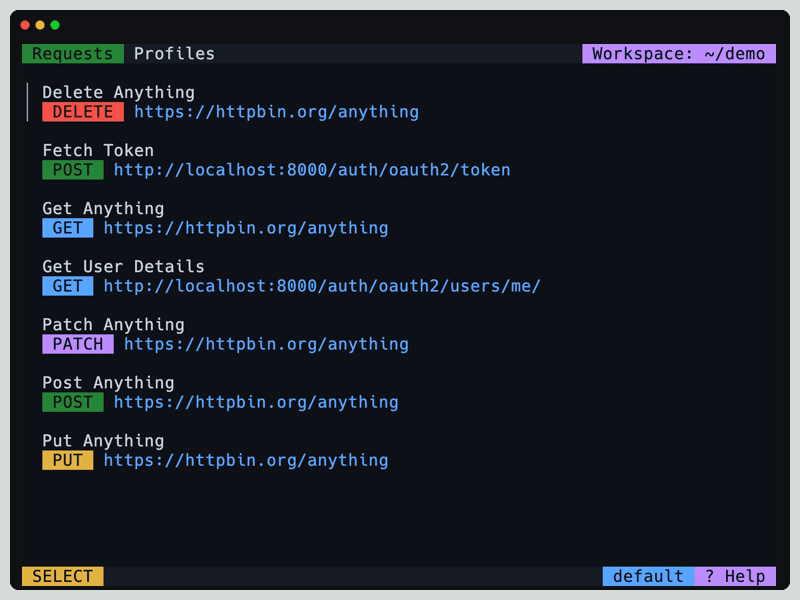 Requests Profiles Workspace: ~/demo
Delete Anything
DELETE https://httpbin.org/anything
Fetch Token
POST http://localhost:8000/auth/oauth2/token
Get Anything
GET https://httpbin.org/anything
Get User Details
GET http://localhost:8000/auth/oauth2/users/me/
Patch Anything
PATCH https://httpbin.org/anything
Post Anything
POST https://httpbin.org/anything
Put Anything
PUT https://httpbin.org/anything
SELECT default ? Help